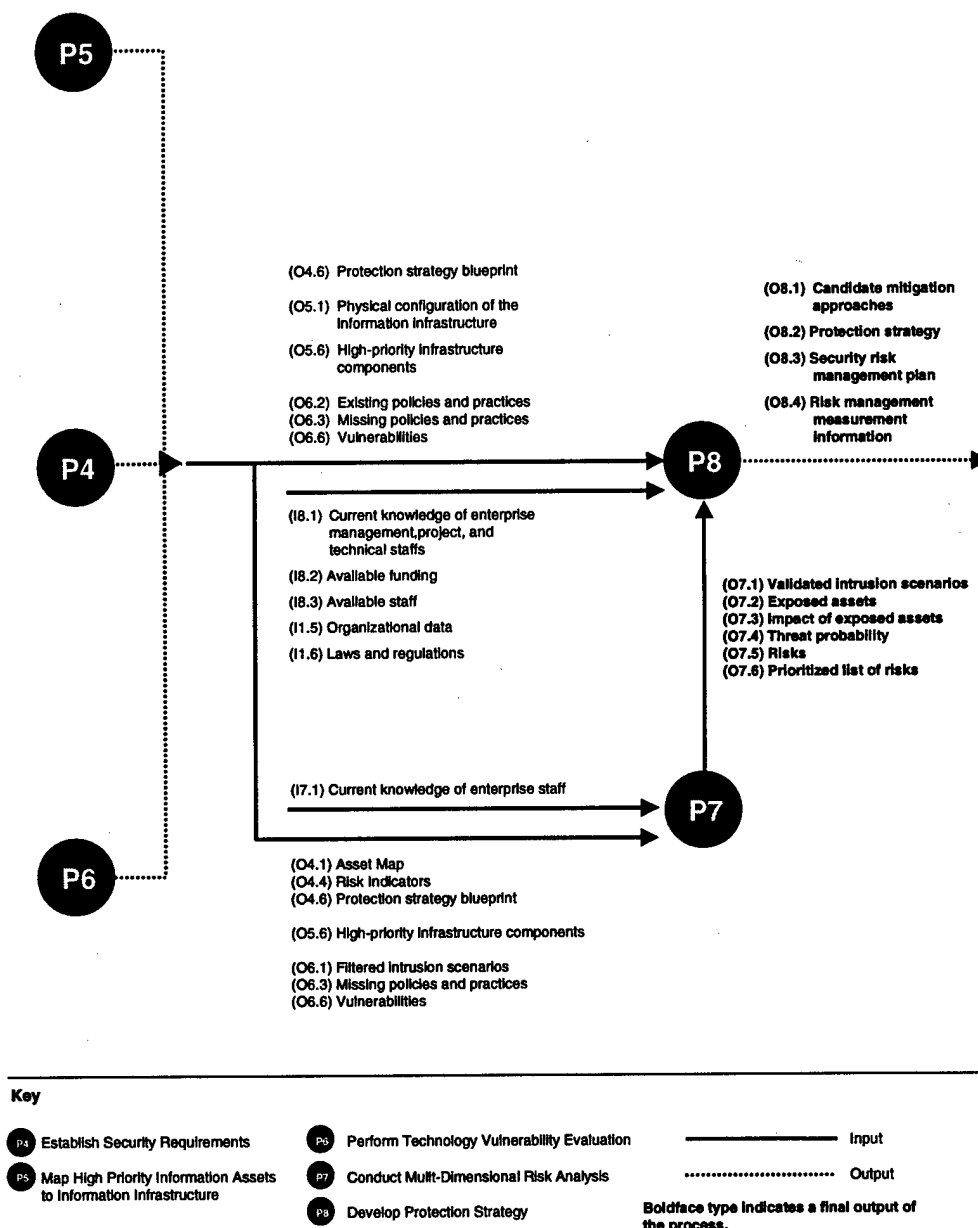 P5
(O4.6) Protection strategy blueprint
(O5.1) Physical configuration of the
Information infrastructure
(O5.6) High-priority infrastructure
components
(O6.2) Existing policies and practices
(O6.3) Missing policies and practices
(O6.6) Vulnerabilities
(O8.1) Candidate mitigation
approaches
(O8.2) Protection strategy
(O8.3) Security risk
management plan
(O8.4) Risk management
measurement
information
P4
P8
(I8.1) Current knowledge of enterprise
management,project, and
technical staffs
(I8.2) Available funding
(I8.3) Available staff
(I1.5) Organizational data
(I1.6) Laws and regulations
(O7.1) Validated intrusion scenarios
(O7.2) Exposed assets
(O7.3) Impact of exposed assets
(O7.4) Threat probability
(O7.5) Risks
(O7.6) Prioritized list of risks
(I7.1) Current knowledge of enterprise staff
P7
P6
(O4.1) Asset Map
(O4.4) Risk Indicators
(O4.6) Protection strategy blueprint
(O5.6) High-priority infrastructure components
(O6.1) Filtered intrusion scenarios
(O6.3) Missing policies and practices
(O6.6) Vulnerabilities
Key
P4 Establish Security Requirements
P5 Map High Priority Information Assets
to Information Infrastructure
P6 Perform Technology Vulnerability Evaluation
P7 Conduct Multi-Dimensional Risk Analysis
P8 Develop Protection Strategy
Input
Output
Boldface type indicates a final output of
the process.